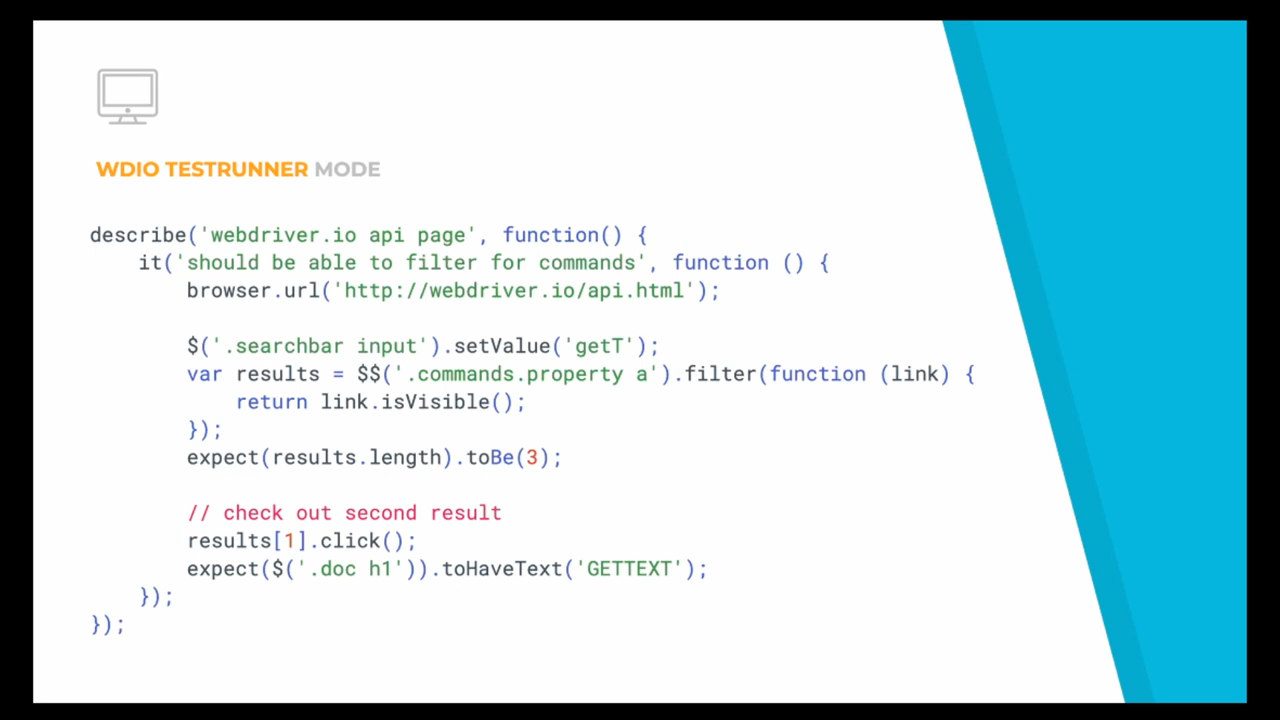 WDIO TESTRUNNER MODE
describe('webdriver.io api page', function() {
    it('should be able to filter for commands', function () {
        browser.url('http://webdriver.io/api.html');
        $('.searchbar input').setValue('getT');
        var results = $$('.commands.property a').filter(function (link) {
            return link.isVisible();
        });
        expect(results.length).toBe(3);
        // check out second result
        results[1].click();
        expect($('.doc h1')).toHaveText('GETTEXT');
    });
});